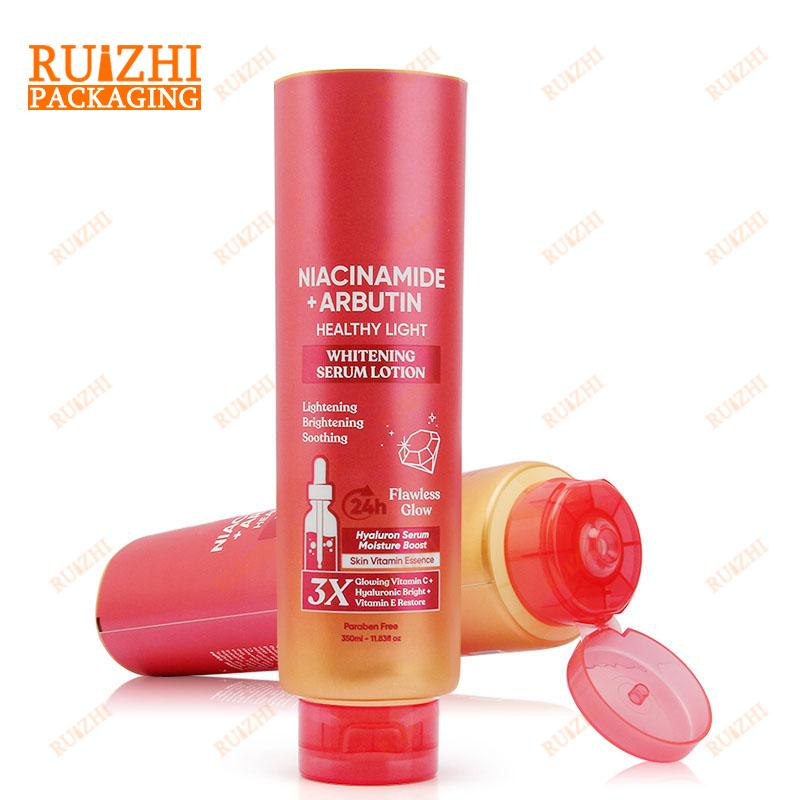 RUIZHI
PACKAGING
NIACINAMIDE
+ ARBUTIN
HEALTHY LIGHT
WHITENING
SERUM LOTION
Lightening
Brightening
Soothing
24h
Flawless
Glow
Hyaluron Serum
Moisture Boost
Skin Vitamin Essence
3X
Glowing Vitamin C +
Hyaluronic Bright +
Vitamin E Restore
Paraben Free
350ml - 11.83fl oz